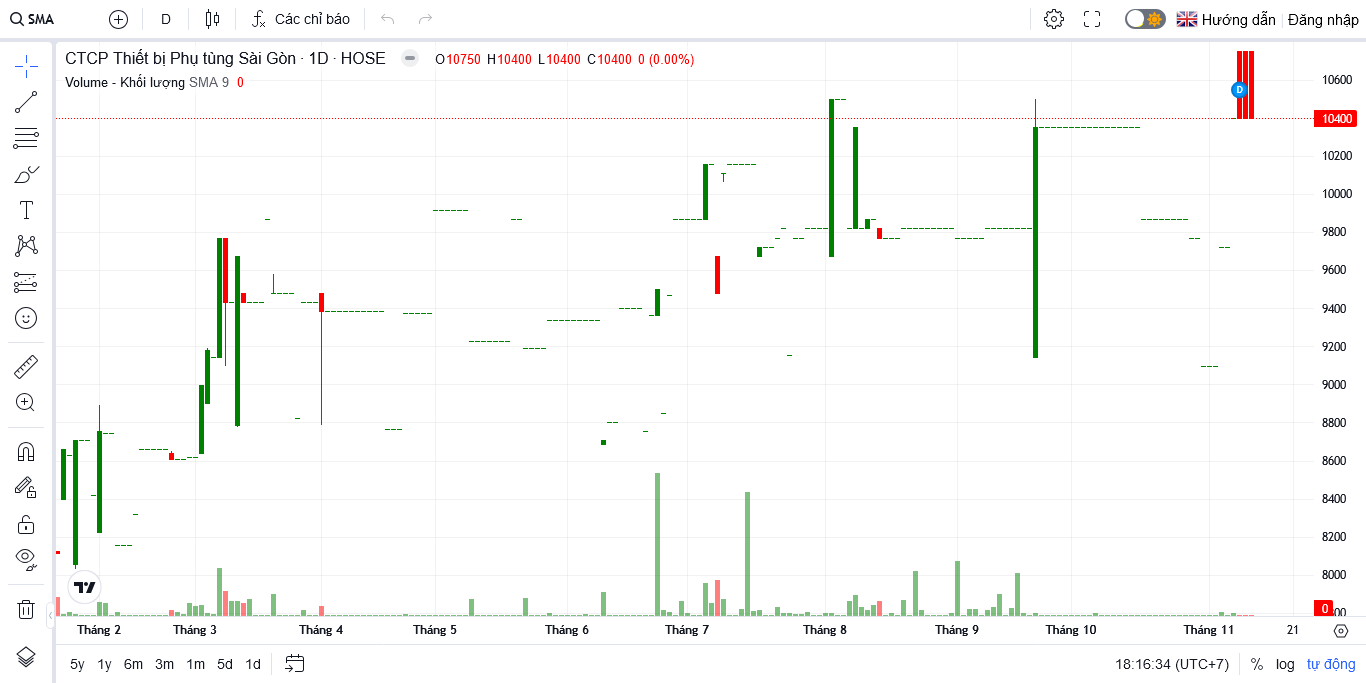 SMA D Các chỉ báo Hướng dẫn Đăng nhập
CTCP Thiết bị Phụ tùng Sài Gòn · 1D · HOSE O10750 H10400 L10400 C10400 0 (0.00%)
Volume - Khối lượng SMA 9 0
10600
D
10400
10200
10000
9800
9600
9400
9200
9000
8800
8600
8400
8200
8000
0
Tháng 2 Tháng 3 Tháng 4 Tháng 5 Tháng 6 Tháng 7 Tháng 8 Tháng 9 Tháng 10 Tháng 11 21
5y 1y 6m 3m 1m 5d 1d 18:16:34 (UTC+7) % log tự động